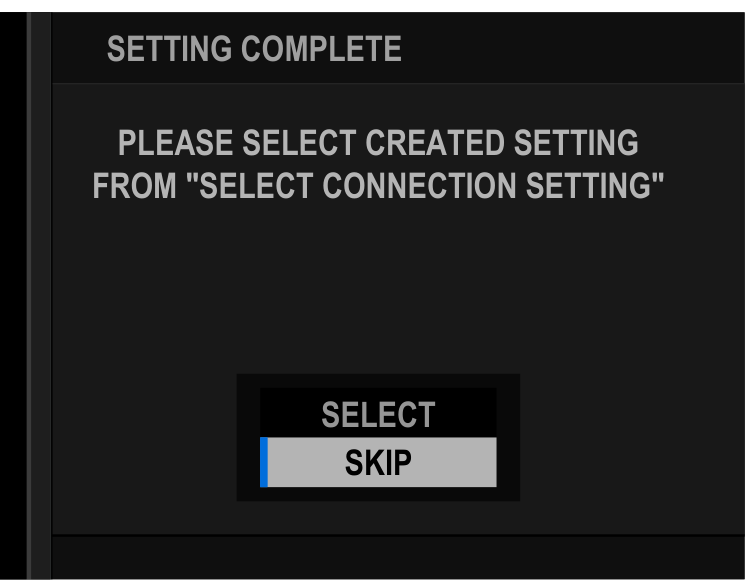 SETTING COMPLETE
PLEASE SELECT CREATED SETTING
FROM "SELECT CONNECTION SETTING"
SELECT
SKIP